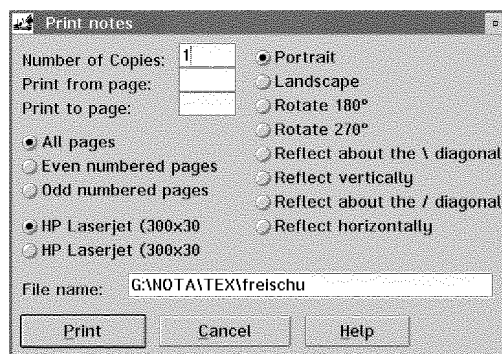 Print notes
Number of Copies: 1
Print from page:
Print to page:
All pages
Even numbered pages
Odd numbered pages
HP Laserjet (300x30
HP Laserjet (300x30
Portrait
Landscape
Rotate 180º
Rotate 270º
Reflect about the \ diagonal
Reflect vertically
Reflect about the / diagonal
Reflect horizontally
File name: G:\NOTA\TEX\freischu
Print Cancel Help